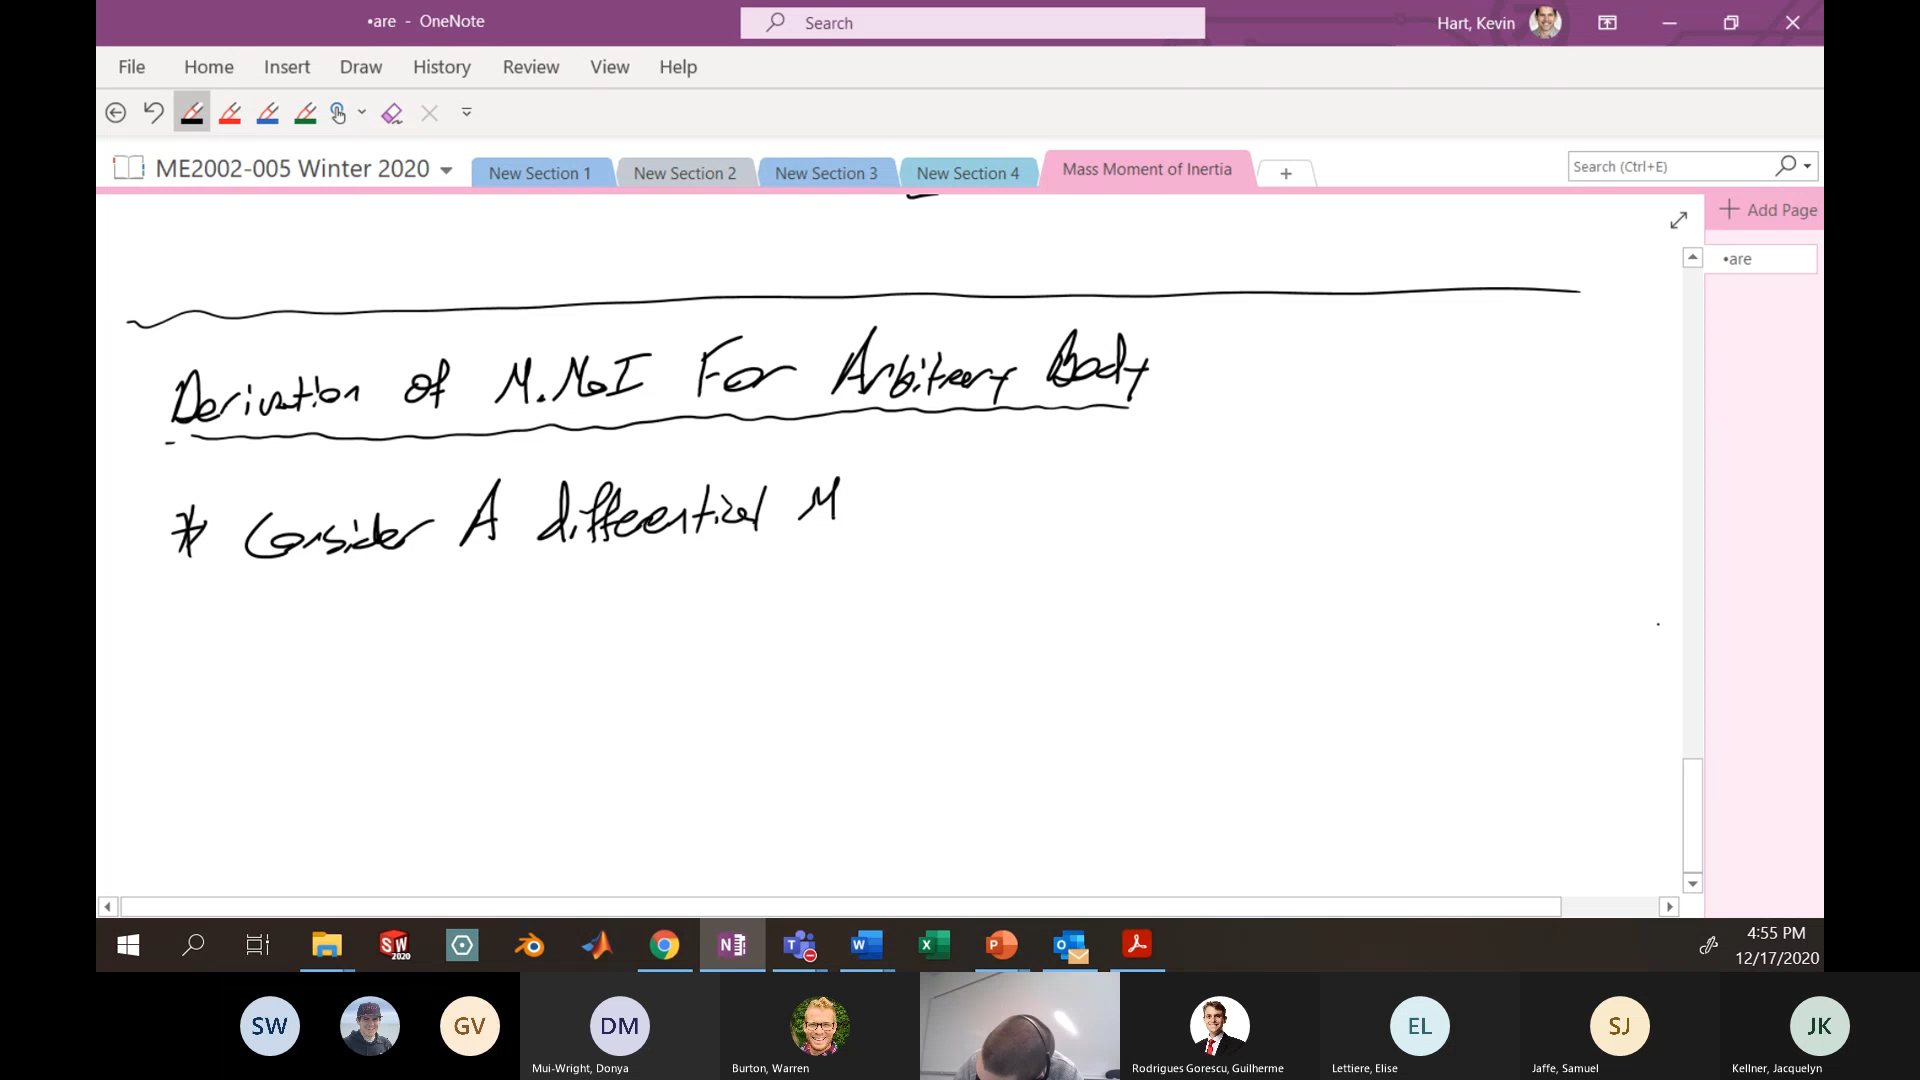 •are - OneNote
Search
Hart, Kevin
File Home Insert Draw History Review View Help
ME2002-005 Winter 2020
New Section 1
New Section 2
New Section 3
New Section 4
Mass Moment of Inertia
+
Search (Ctrl+E)
Add Page
•are
Derivation of M.MoI For Arbitrary Body
* Consider A differential M
SW 2020
N
T
W
X
P
O
4:55 PM
12/17/2020
SW
GV
DM
EL
SJ
JK
Mui-Wright, Donya
Burton, Warren
Rodrigues Gorescu, Guilherme
Lettiere, Elise
Jaffe, Samuel
Kellner, Jacquelyn